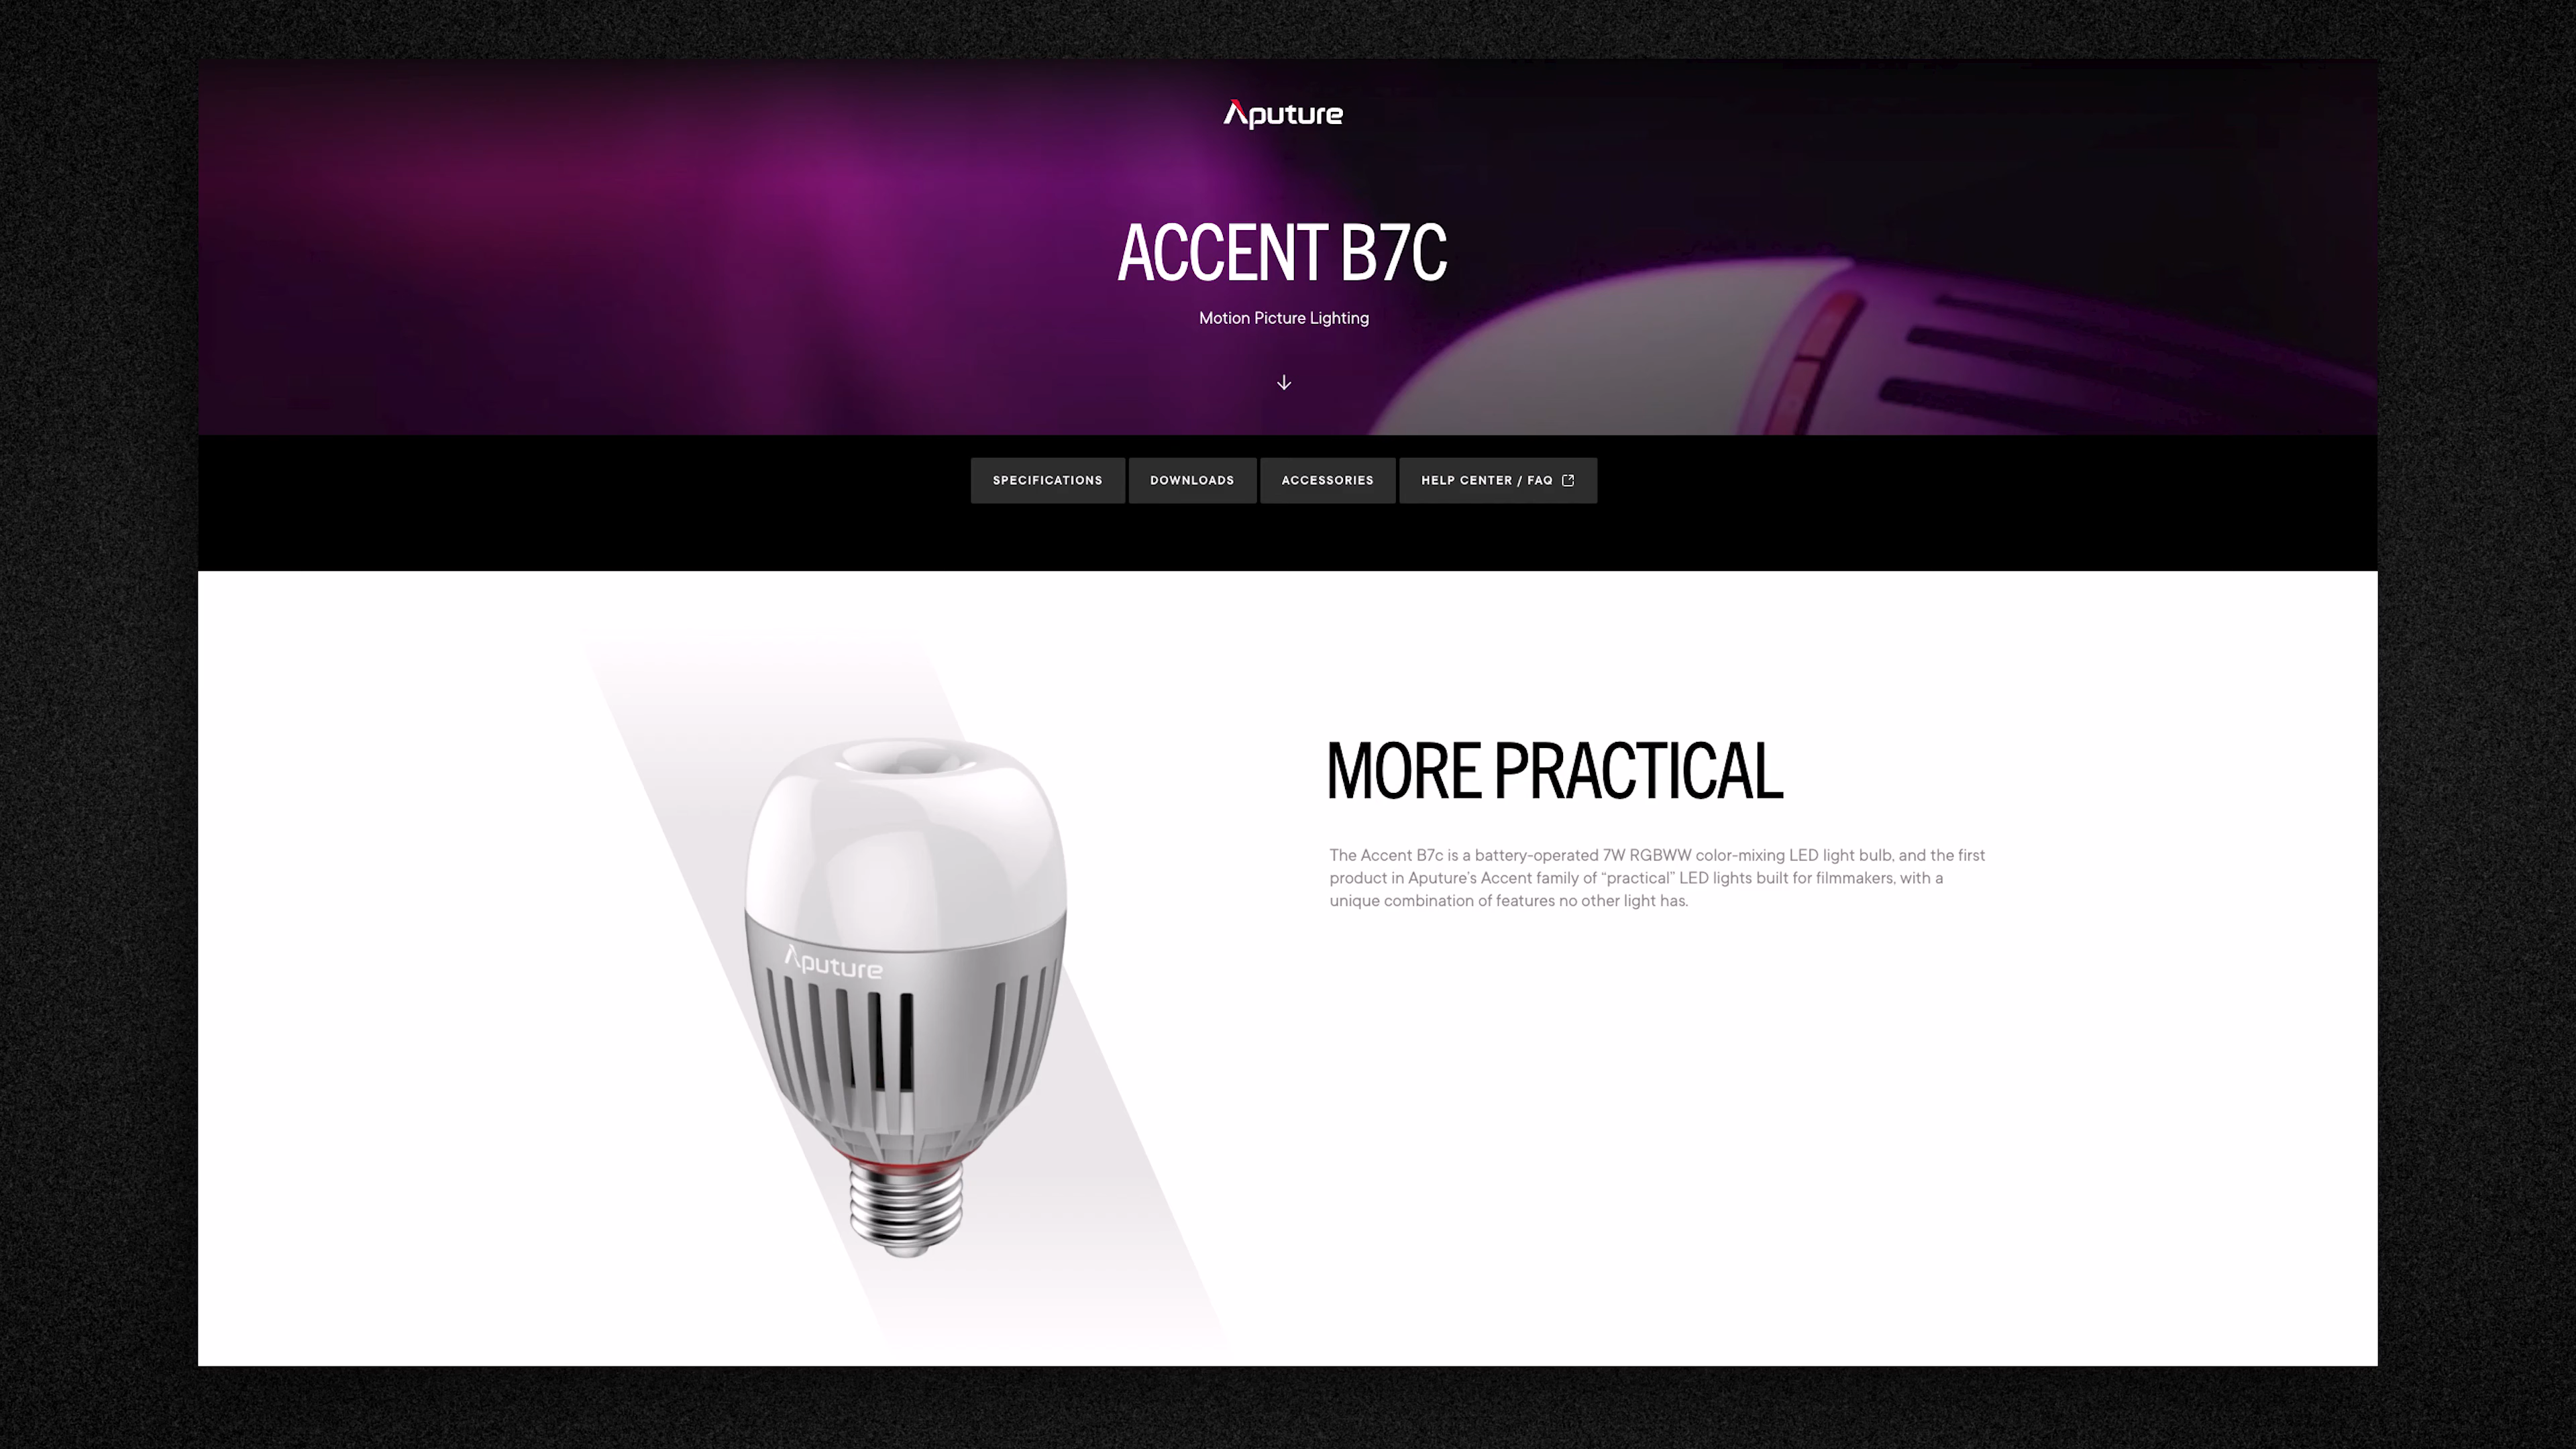 Aputure
ACCENT B7C
Motion Picture Lighting
SPECIFICATIONS
DOWNLOADS
ACCESSORIES
HELP CENTER / FAQ
MORE PRACTICAL
The Accent B7c is a battery-operated 7W RGBWW color-mixing LED light bulb, and the first
product in Aputure’s Accent family of “practical” LED lights built for filmmakers, with a
unique combination of features no other light has.
Aputure